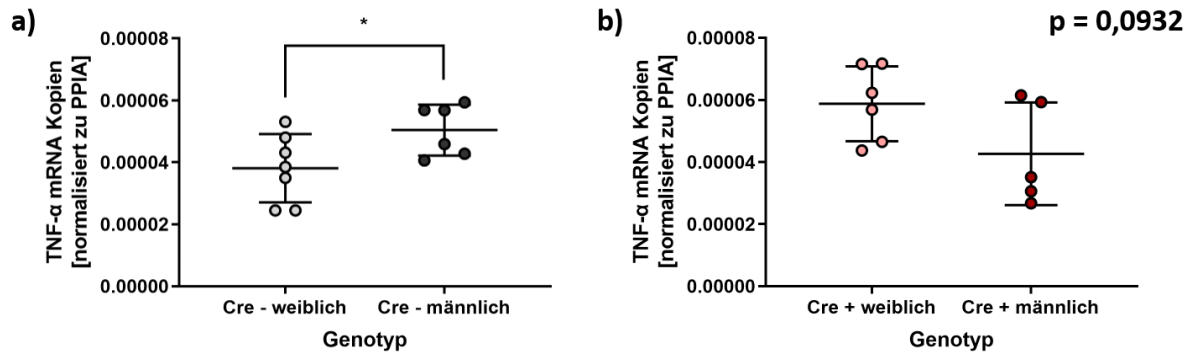 a)
*
TNF-α mRNA Kopien
[normalisiert zu PPIA]
0.00008
0.00006
0.00004
0.00002
0.00000
Cre - weiblich
Cre - männlich
Genotyp
b)
p = 0,0932
TNF-α mRNA Kopien
[normalisiert zu PPIA]
0.00008
0.00006
0.00004
0.00002
0.00000
Cre + weiblich
Cre + männlich
Genotyp